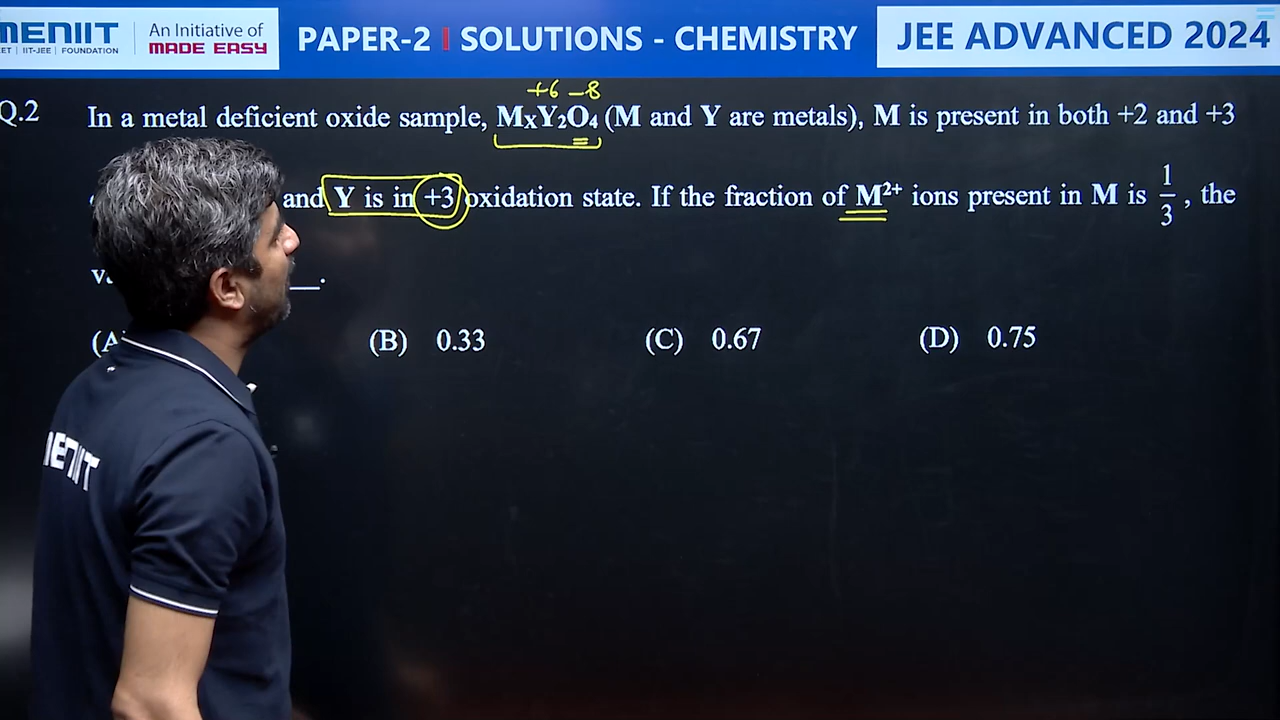 MENIIT
EET | IIT-JEE | FOUNDATION
An Initiative of
MADE EASY
PAPER-2 | SOLUTIONS - CHEMISTRY
JEE ADVANCED 2024
+6 -8
Q.2 In a metal deficient oxide sample, MₓY₂O₄ (M and Y are metals), M is present in both +2 and +3
and Y is in +3 oxidation state. If the fraction of M²⁺ ions present in M is 1/3, the
.
(B) 0.33 (C) 0.67 (D) 0.75